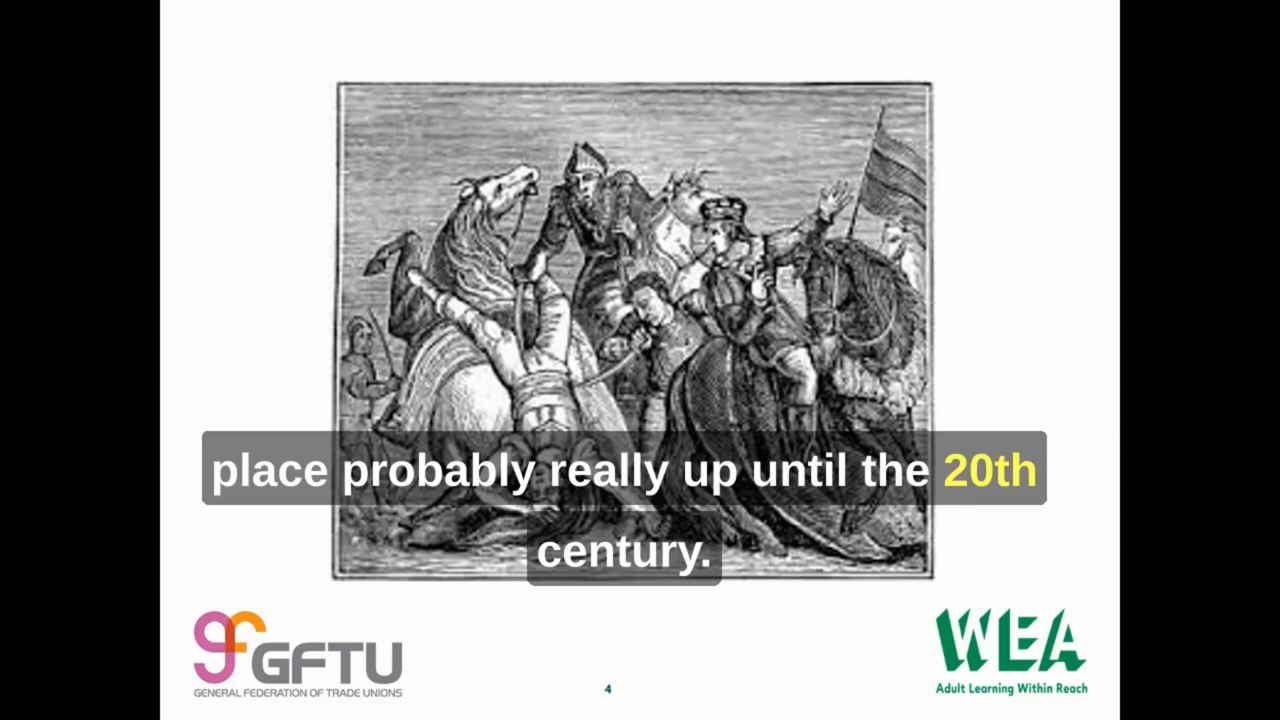 place probably really up until the 20th
century.
gf GFTU
GENERAL FEDERATION OF TRADE UNIONS
4
WEA
Adult Learning Within Reach